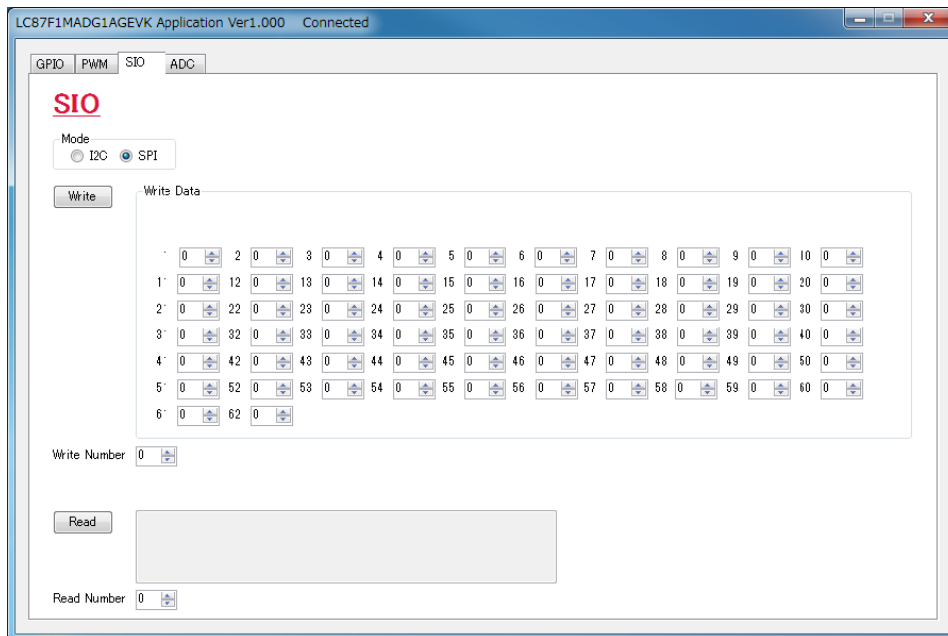 LC87F1MADG1AGEVK Application Ver1.000 Connected
GPIO PWM SIO ADC
SIO
Mode
I2C SPI
Write
Write Data
0 2 0 3 0 4 0 5 0 6 0 7 0 8 0 9 0 10 0
1 0 12 0 13 0 14 0 15 0 16 0 17 0 18 0 19 0 20 0
2 0 22 0 23 0 24 0 25 0 26 0 27 0 28 0 29 0 30 0
3 0 32 0 33 0 34 0 35 0 36 0 37 0 38 0 39 0 40 0
4 0 42 0 43 0 44 0 45 0 46 0 47 0 48 0 49 0 50 0
5 0 52 0 53 0 54 0 55 0 56 0 57 0 58 0 59 0 60 0
6 0 62 0
Write Number 0
Read
Read Number 0